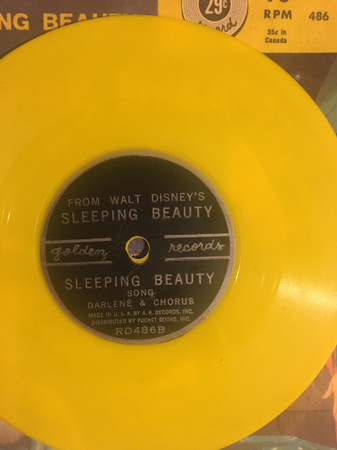 NG BEAUTY
29¢
RPM 486
35c in
Canada
FROM WALT DISNEY'S
SLEEPING BEAUTY
golden records
SLEEPING BEAUTY
SONG
DARLENE & CHORUS
MADE IN U.S.A. BY A.A. RECORDS, INC.
DISTRIBUTED BY POCKET BOOKS, INC.
RD486B